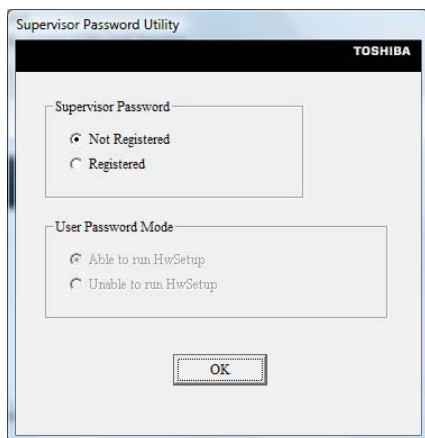 Supervisor Password Utility
TOSHIBA
Supervisor Password
Not Registered
Registered
User Password Mode
Able to run HwSetup
Unable to run HwSetup
OK